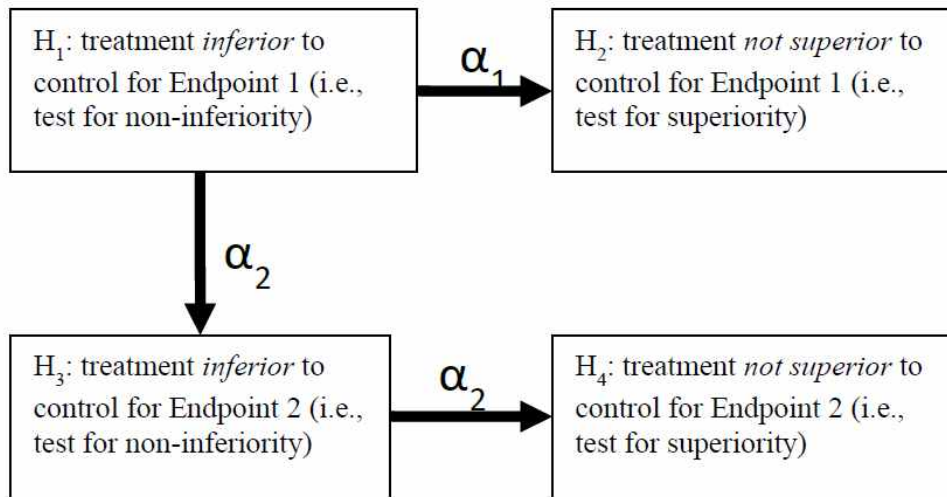 H₁: treatment inferior to
control for Endpoint 1 (i.e.,
test for non-inferiority)
α₁
H₂: treatment not superior to
control for Endpoint 1 (i.e.,
test for superiority)
α₂
H₃: treatment inferior to
control for Endpoint 2 (i.e.,
test for non-inferiority)
α₂
H₄: treatment not superior to
control for Endpoint 2 (i.e.,
test for superiority)